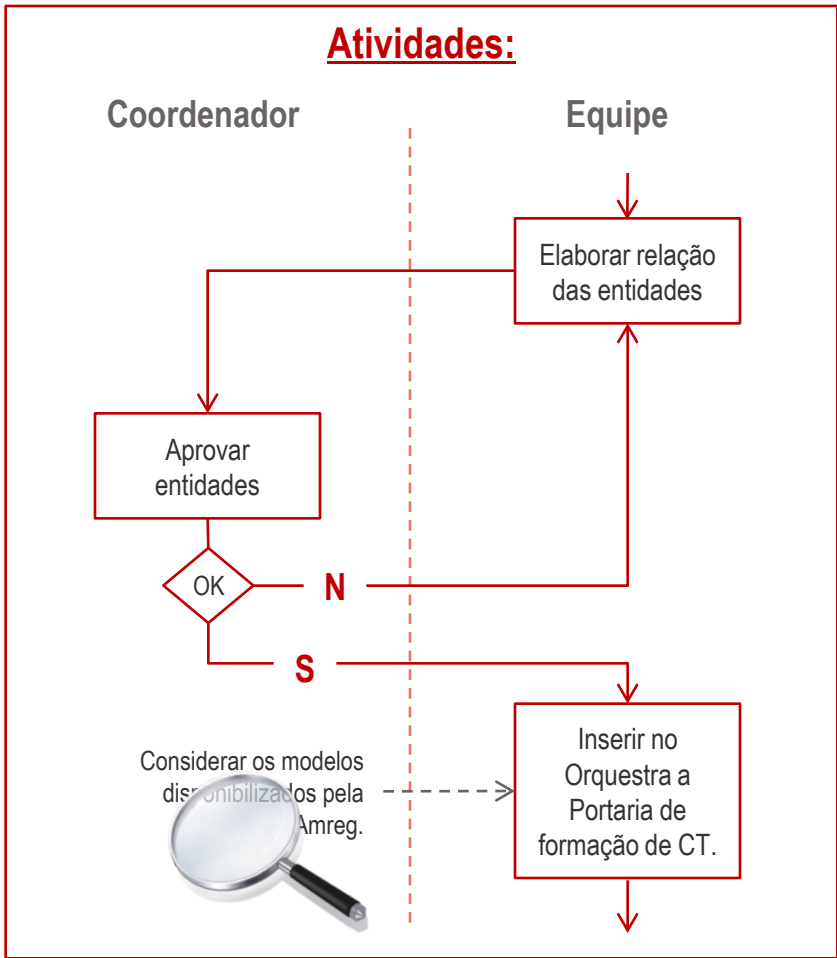 Atividades:
Coordenador
Equipe
Elaborar relação
das entidades
Aprovar
entidades
OK
N
S
Considerar os modelos
disponibilizados pela
Amreg.
Inserir no
Orquestra a
Portaria de
formação de CT.